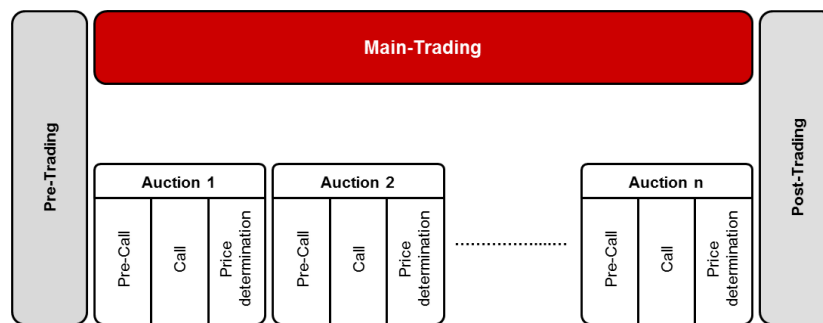 Main-Trading
Pre-Trading
Auction 1
Pre-Call
Call
Price
determination
Auction 2
Pre-Call
Call
Price
determination
Auction n
Pre-Call
Call
Price
determination
Post-Trading